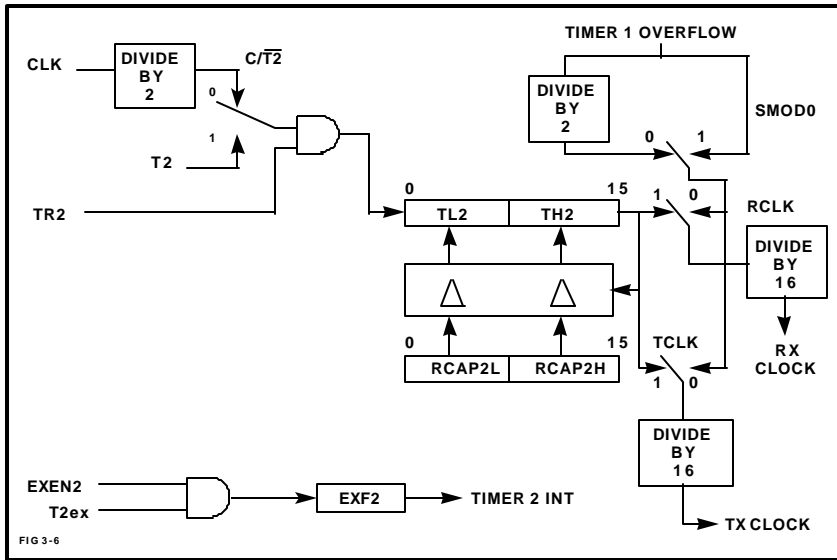 TIMER 1 OVERFLOW
CLK
DIVIDE
BY
2
C/T2
0
1
T2
TR2
DIVIDE
BY
2
SMOD0
0 1
0 15
TL2 TH2
1 0
RCLK
DIVIDE
BY
16
RX
CLOCK
0 15
RCAP2L RCAP2H
TCLK
1 0
DIVIDE
BY
16
TX CLOCK
EXEN2
T2ex
EXF2
TIMER 2 INT
FIG 3-6